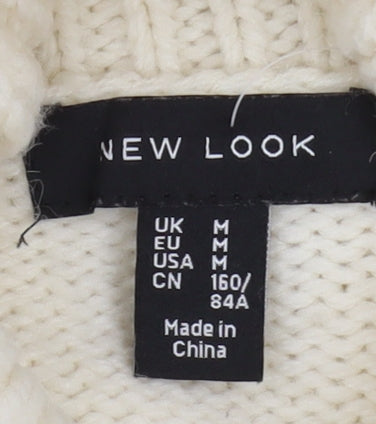 NEW LOOK
UK M
EU M
USA M
CN 160/
84A
Made in
China